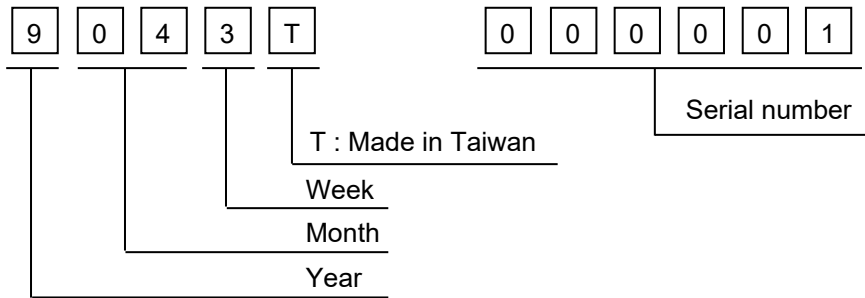 9 0 4 3 T 0 0 0 0 0 1
Serial number
T : Made in Taiwan
Week
Month
Year